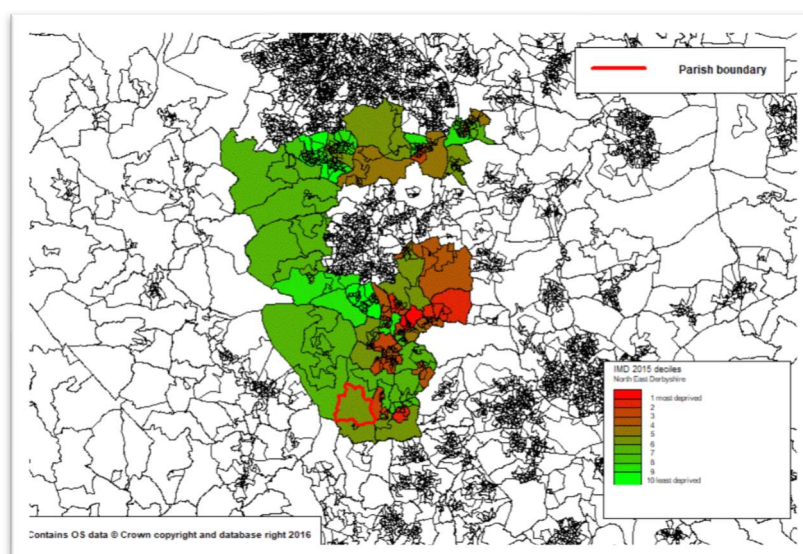 Parish boundary
IMD 2015 deciles
North East Derbyshire
1 most deprived
2
3
4
5
6
7
8
9
10 least deprived
Contains OS data © Crown copyright and database right 2016